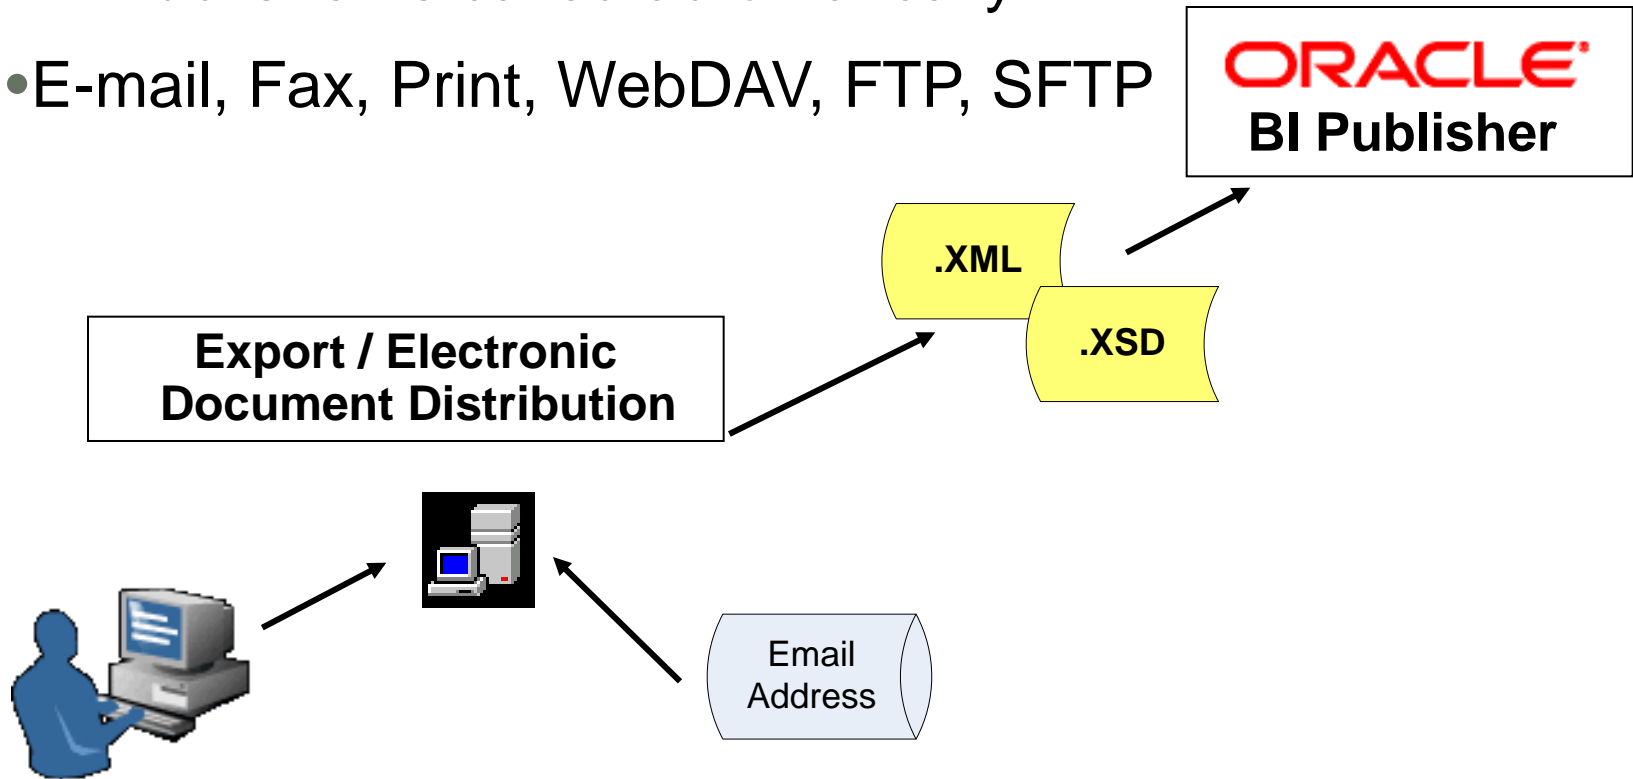 •E-mail, Fax, Print, WebDAV, FTP, SFTP
ORACLE
BI Publisher
.XML
.XSD
Export / Electronic
Document Distribution
Email
Address